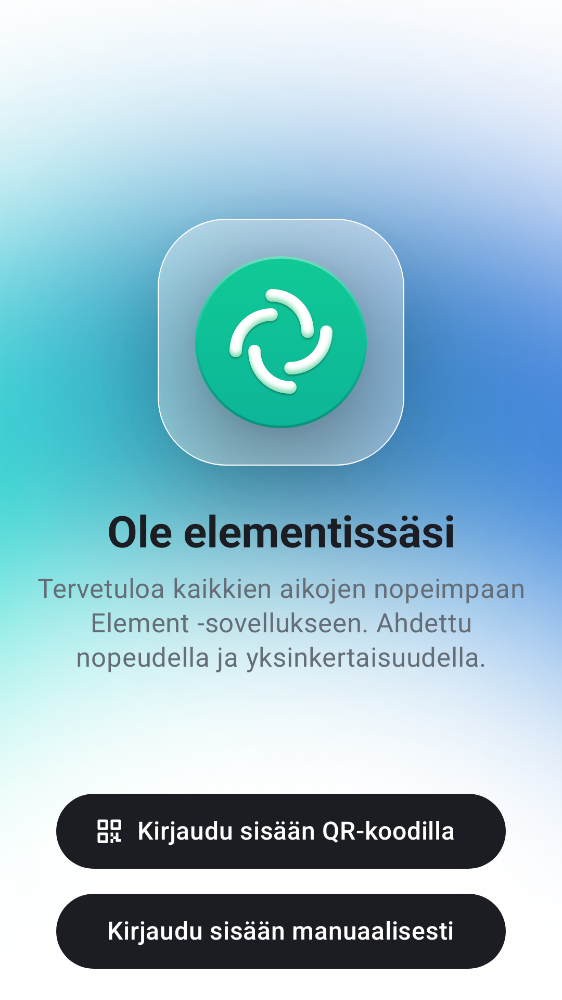 Ole elementissäsi
Tervetuloa kaikkien aikojen nopeimpaan
Element -sovellukseen. Ahdettu
nopeudella ja yksinkertaisuudella.
Kirjaudu sisään QR-koodilla
Kirjaudu sisään manuaalisesti